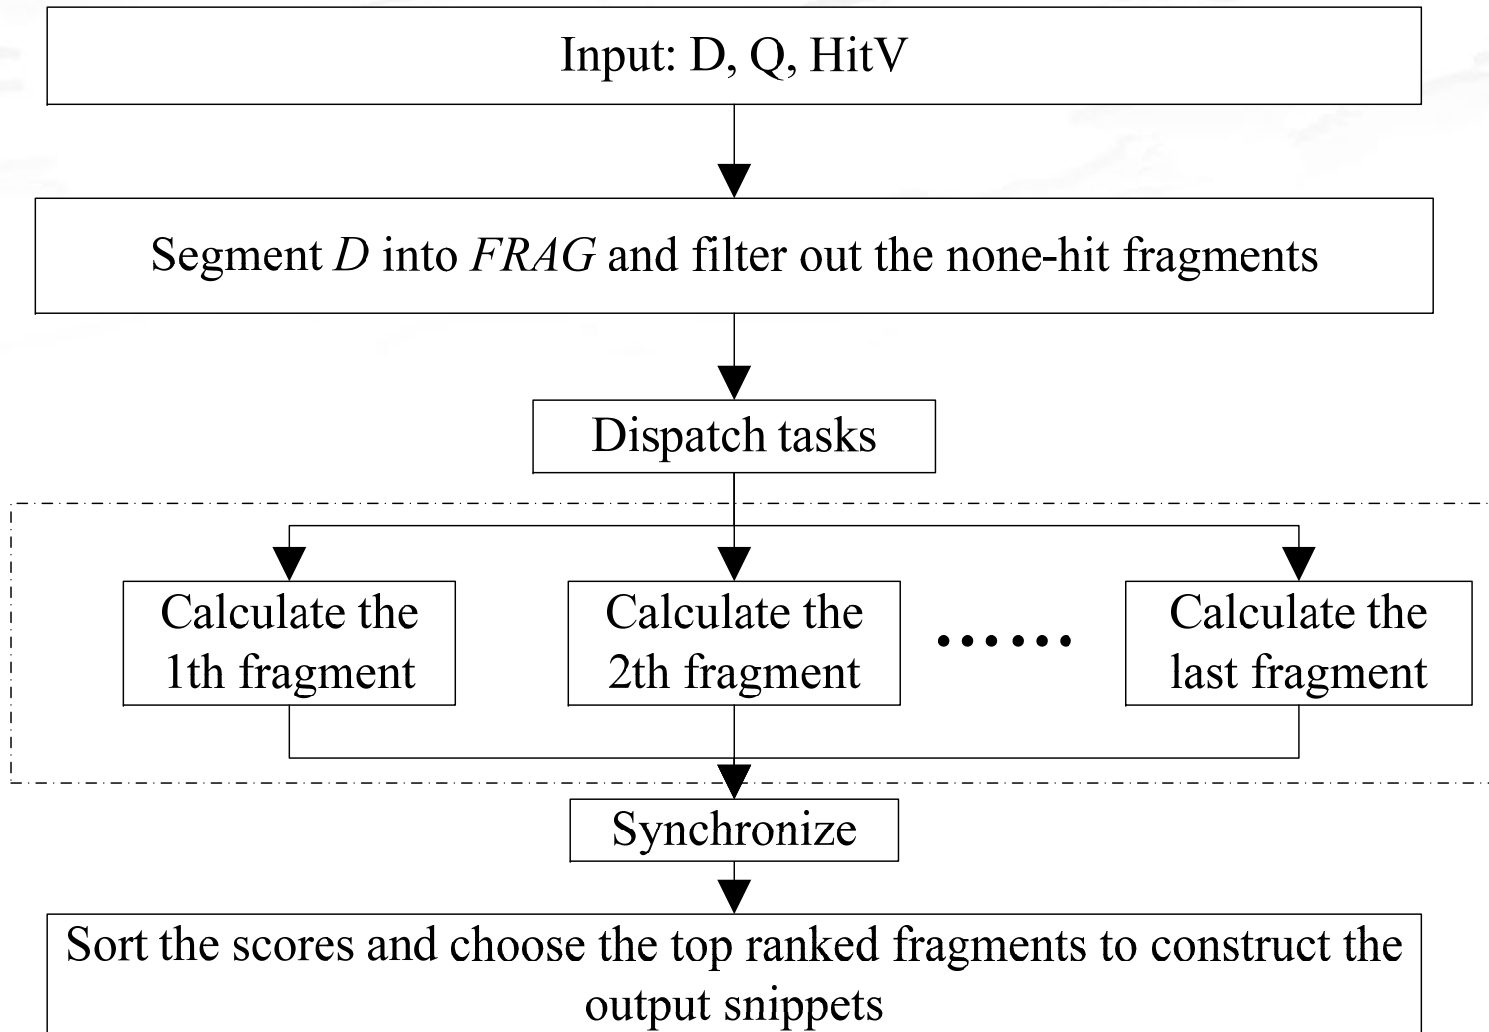 Input: D, Q, HitV
Segment D into FRAG and filter out the none-hit fragments
Dispatch tasks
Calculate the
1th fragment
Calculate the
2th fragment
······
Calculate the
last fragment
Synchronize
Sort the scores and choose the top ranked fragments to construct the
output snippets